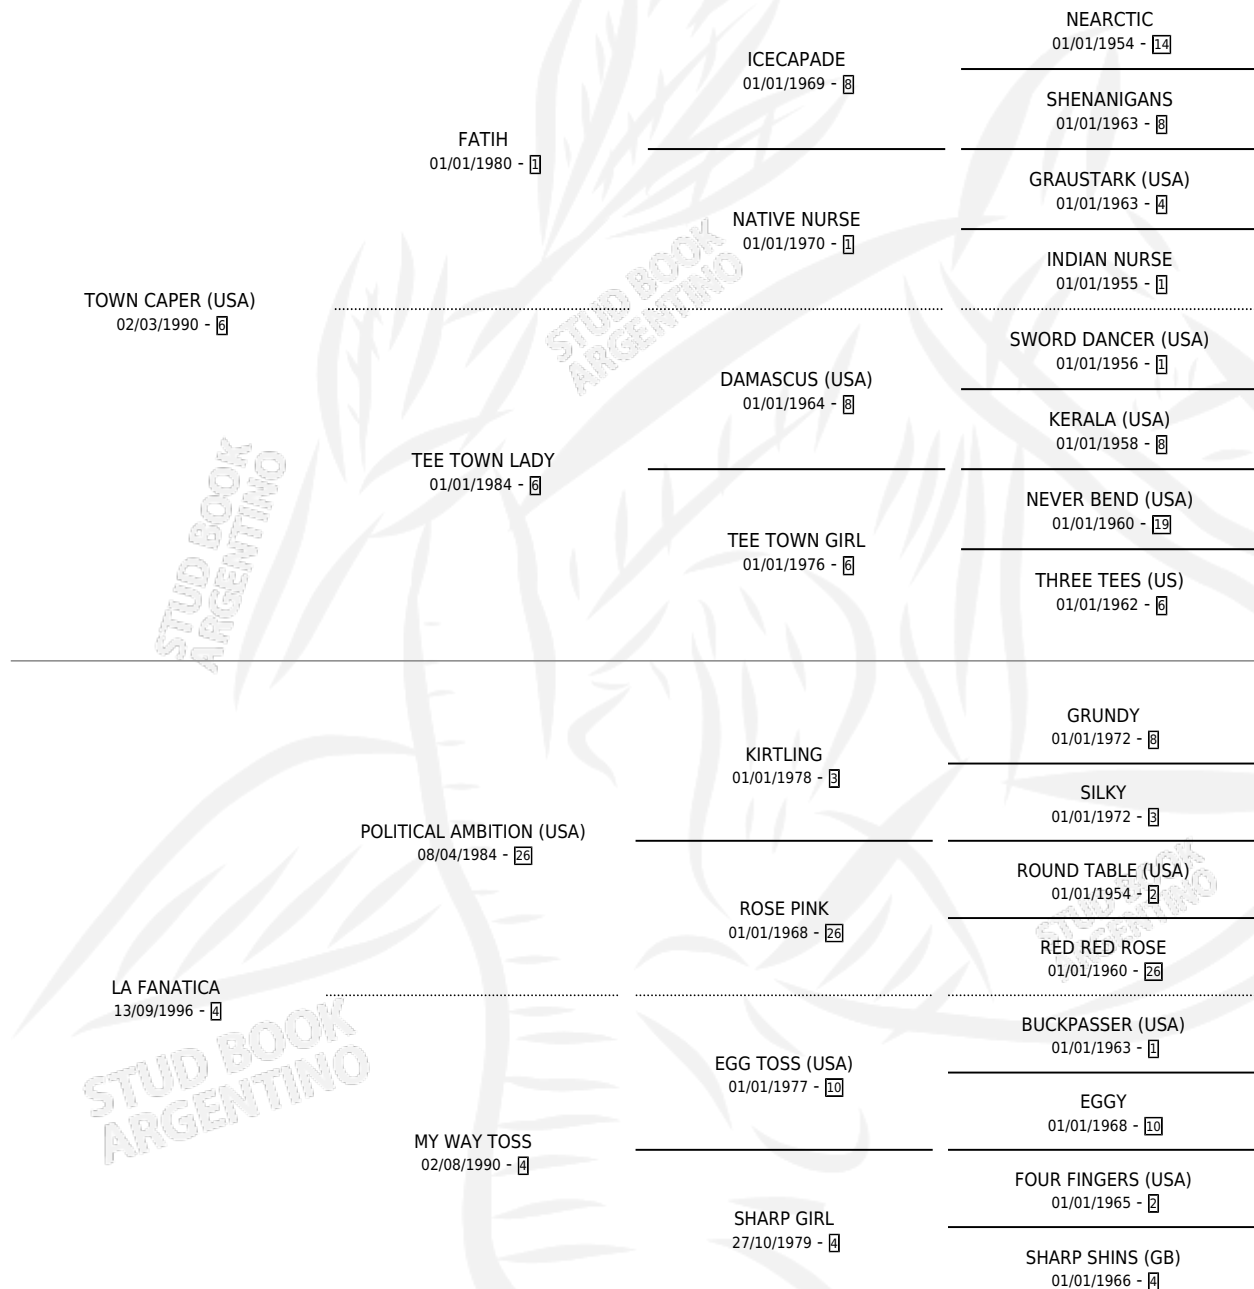 TOWN CAPER (USA)
02/03/1990 - 6
FATIH
01/01/1980 - 1
TEE TOWN LADY
01/01/1984 - 6
ICECAPADE
01/01/1969 - 8
NATIVE NURSE
01/01/1970 - 1
DAMASCUS (USA)
01/01/1964 - 8
TEE TOWN GIRL
01/01/1976 - 6
NEARCTIC
01/01/1954 - 14
SHENANIGANS
01/01/1963 - 8
GRAUSTARK (USA)
01/01/1963 - 4
INDIAN NURSE
01/01/1955 - 1
SWORD DANCER (USA)
01/01/1956 - 1
KERALA (USA)
01/01/1958 - 8
NEVER BEND (USA)
01/01/1960 - 19
THREE TEES (US)
01/01/1962 - 6
LA FANATICA
13/09/1996 - 4
POLITICAL AMBITION (USA)
08/04/1984 - 26
MY WAY TOSS
02/08/1990 - 4
KIRTLING
01/01/1978 - 3
ROSE PINK
01/01/1968 - 26
EGG TOSS (USA)
01/01/1977 - 10
SHARP GIRL
27/10/1979 - 4
GRUNDY
01/01/1972 - 8
SILKY
01/01/1972 - 3
ROUND TABLE (USA)
01/01/1954 - 2
RED RED ROSE
01/01/1960 - 26
BUCKPASSER (USA)
01/01/1963 - 1
EGGY
01/01/1968 - 10
FOUR FINGERS (USA)
01/01/1965 - 2
SHARP SHINS (GB)
01/01/1966 - 4
STUD BOOK
ARGENTINO
STUD BOOK
ARGENTINO
STUD BOOK
ARGENTINO
STUD BOOK
ARGENTINO